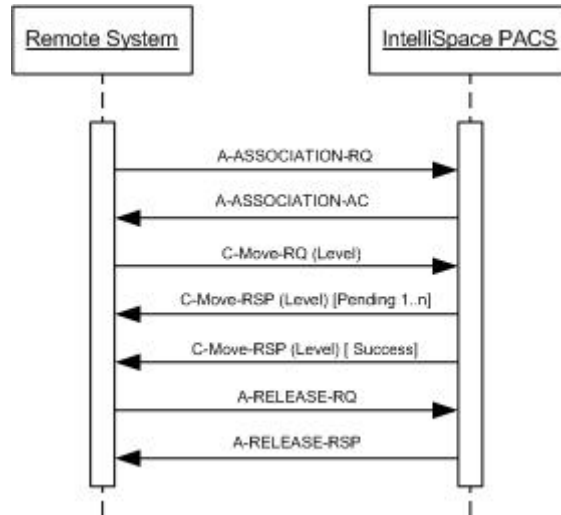 Remote System
IntelliSpace PACS
A-ASSOCIATION-RQ
A-ASSOCIATION-AC
C-Move-RQ (Level)
C-Move-RSP (Level) [Pending 1..n]
C-Move-RSP (Level) [ Success]
A-RELEASE-RQ
A-RELEASE-RSP